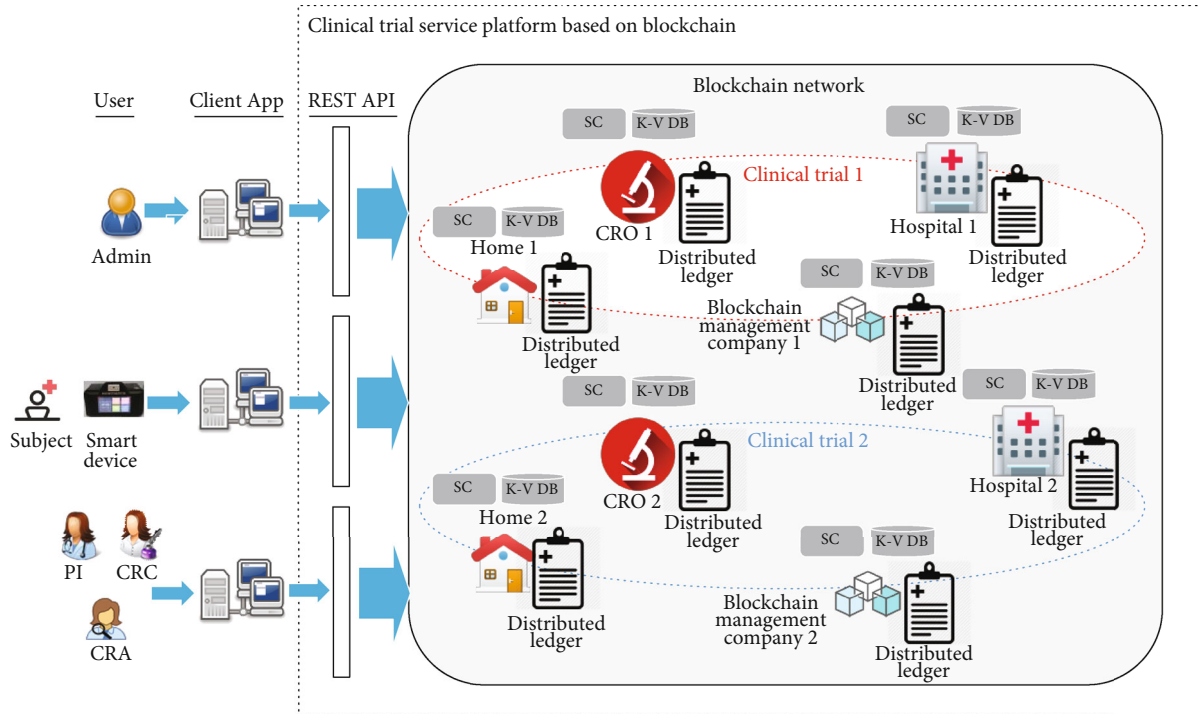 Clinical trial service platform based on blockchain
User
Client App
REST API
Blockchain network
Admin
Subject
Smart
device
PI
CRC
CRA
SC
K-V DB
CRO 1
Distributed
ledger
Clinical trial 1
SC
K-V DB
Hospital 1
Distributed
ledger
SC
K-V DB
Home 1
Distributed
ledger
SC
K-V DB
Blockchain
management
company 1
Distributed
ledger
SC
K-V DB
CRO 2
Distributed
ledger
Clinical trial 2
SC
K-V DB
Hospital 2
Distributed
ledger
SC
K-V DB
Home 2
Distributed
ledger
SC
K-V DB
Blockchain
management
company 2
Distributed
ledger